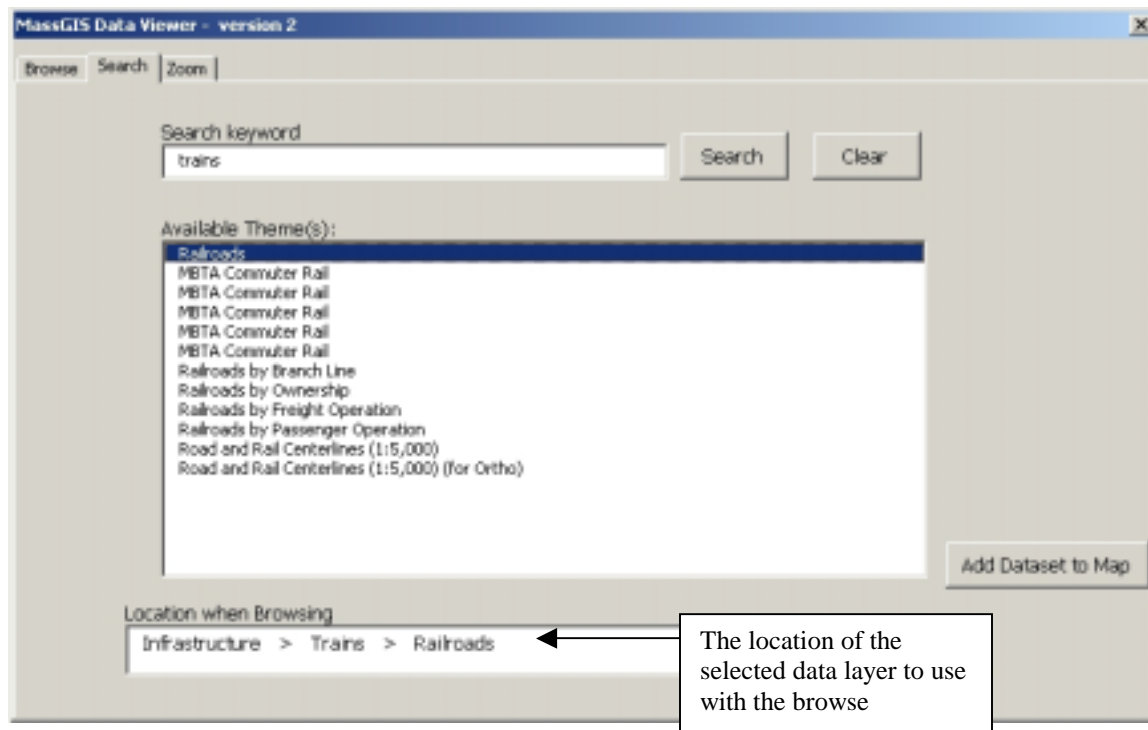 MassGIS Data Viewer - version 2
Browse Search Zoom
Search keyword
trains
Search Clear
Available Theme(s):
Railroads
MBTA Commuter Rail
MBTA Commuter Rail
MBTA Commuter Rail
MBTA Commuter Rail
MBTA Commuter Rail
Railroads by Branch Line
Railroads by Ownership
Railroads by Freight Operation
Railroads by Passenger Operation
Road and Rail Centerlines (1:5,000)
Road and Rail Centerlines (1:5,000) (for Ortho)
Add Dataset to Map
Location when Browsing
Infrastructure > Trains > Railroads
The location of the
selected data layer to use
with the browse